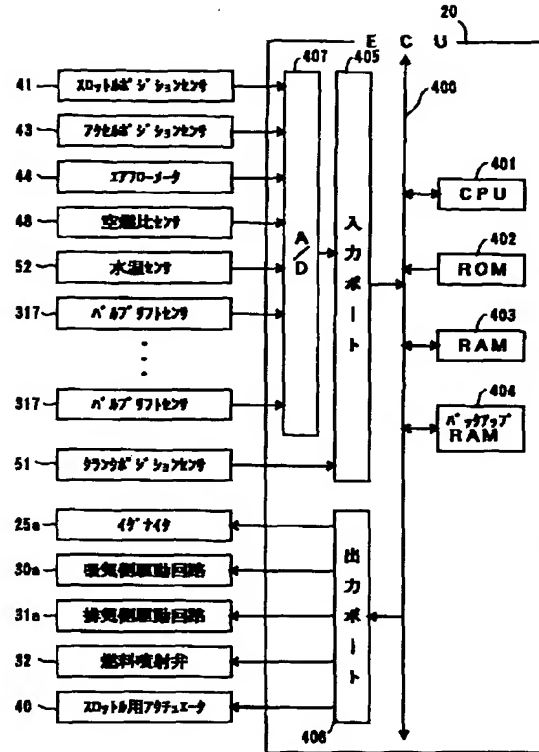 20
E C U
407
405
400
41
スロットルポジションセンサ
43
アクセルポジションセンサ
44
エアフローメータ
48
空燃比センサ
52
水温センサ
317
バルブリフトセンサ
317
バルブリフトセンサ
51
クランクポジションセンサ
A/D
入力ポート
401
CPU
402
ROM
403
RAM
404
バックアップ
RAM
25a
イグナイタ
30a
吸気側駆動回路
31a
排気側駆動回路
32
燃料噴射弁
40
スロットル用アクチュエータ
出力ポート
406